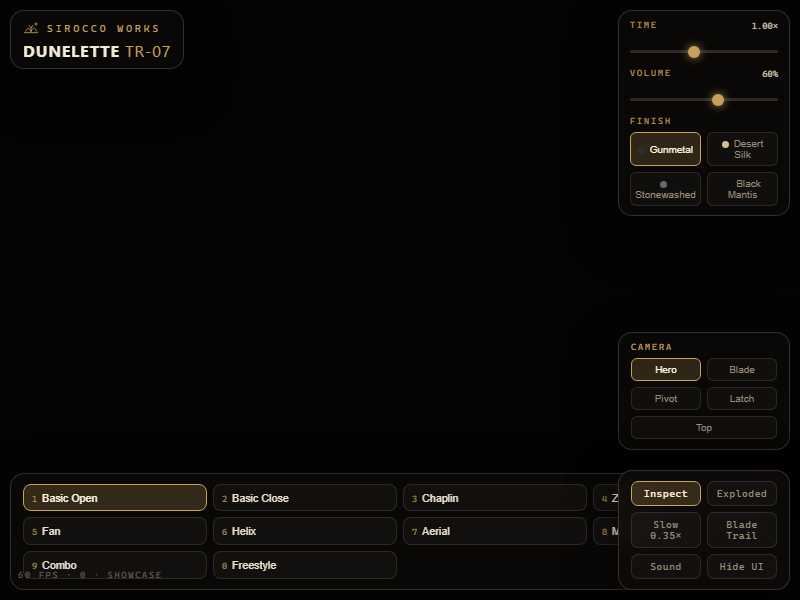 SIROCCO WORKS
DUNELETTE TR-07
TIME 1.00×
VOLUME 60%
FINISH
Gunmetal
Desert Silk
Stonewashed
Black Mantis
CAMERA
Hero
Blade
Pivot
Latch
Top
1 Basic Open
2 Basic Close
3 Chaplin
4
5 Fan
6 Helix
7 Aerial
8
9 Combo
0 Freestyle
60 FPS · 0 · SHOWCASE
Inspect
Exploded
Slow 0.35×
Blade Trail
Sound
Hide UI